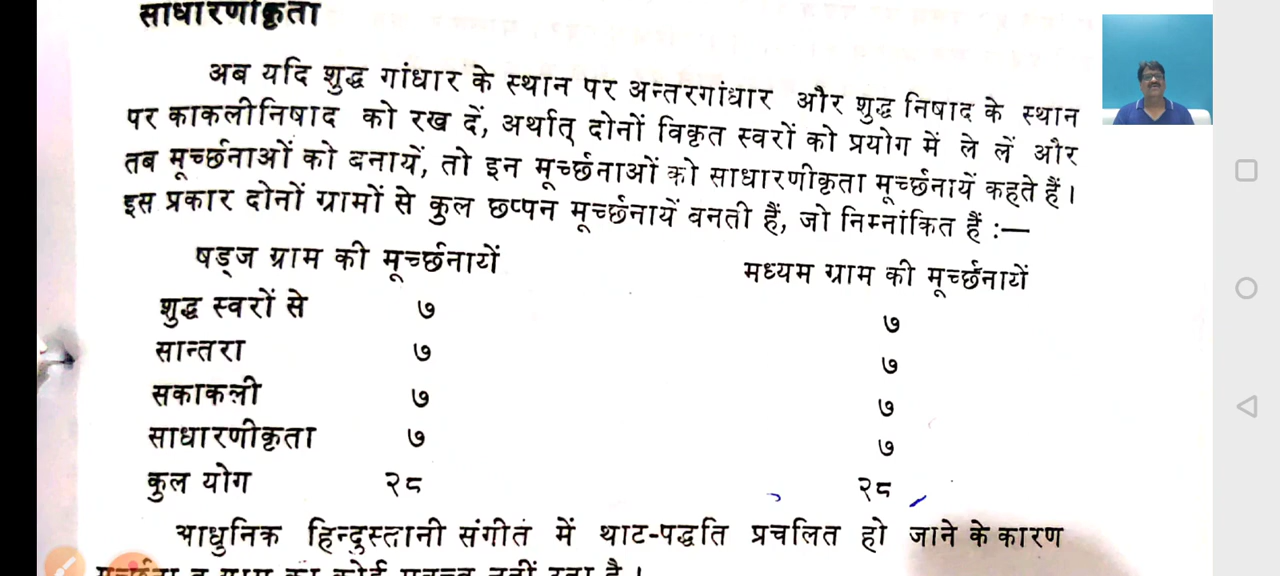 साधारणीकृता
अब यदि शुद्ध गांधार के स्थान पर अन्तरगांधार और शुद्ध निषाद के स्थान
पर काकलीनिषाद को रख दें, अर्थात् दोनों विकृत स्वरों को प्रयोग में ले लें और
तब मूर्च्छनाओं को बनायें, तो इन मूर्च्छनाओं को साधारणीकृता मूर्च्छनायें कहते हैं।
इस प्रकार दोनों ग्रामों से कुल छप्पन मूर्च्छनायें बनती हैं, जो निम्नांकित हैं :—
षड्ज ग्राम की मूर्च्छनायों मध्यम ग्राम की मूर्च्छनायों
शुद्ध स्वरों से ७ ७
सान्तरा ७ ७
सकाकली ७ ७
साधारणीकृता ७ ७
कुल योग २८ २८
आधुनिक हिन्दुस्तानी संगीत में थाट-पद्धति प्रचलित हो जाने के कारण